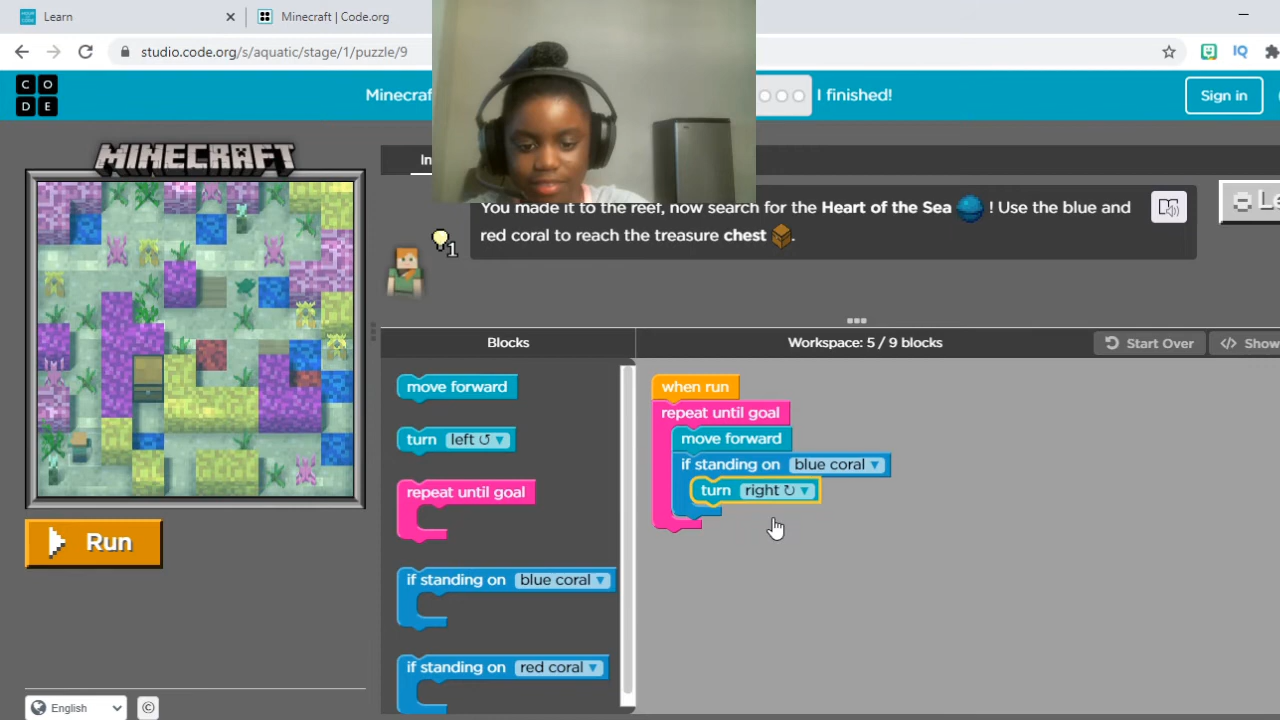 Learn
Minecraft | Code.org
studio.code.org/s/aquatic/stage/1/puzzle/9
IQ
C O
D E
Minecraf
I finished!
Sign in
MINECRAFT
In
You made it to the reef, now search for the Heart of the Sea ! Use the blue and
red coral to reach the treasure chest .
1
Le
Blocks
Workspace: 5 / 9 blocks
Start Over
</> Show
move forward
turn left ↺ ▼
repeat until goal
if standing on blue coral ▼
if standing on red coral ▼
when run
repeat until goal
move forward
if standing on blue coral ▼
turn right ↻ ▼
Run
English
©